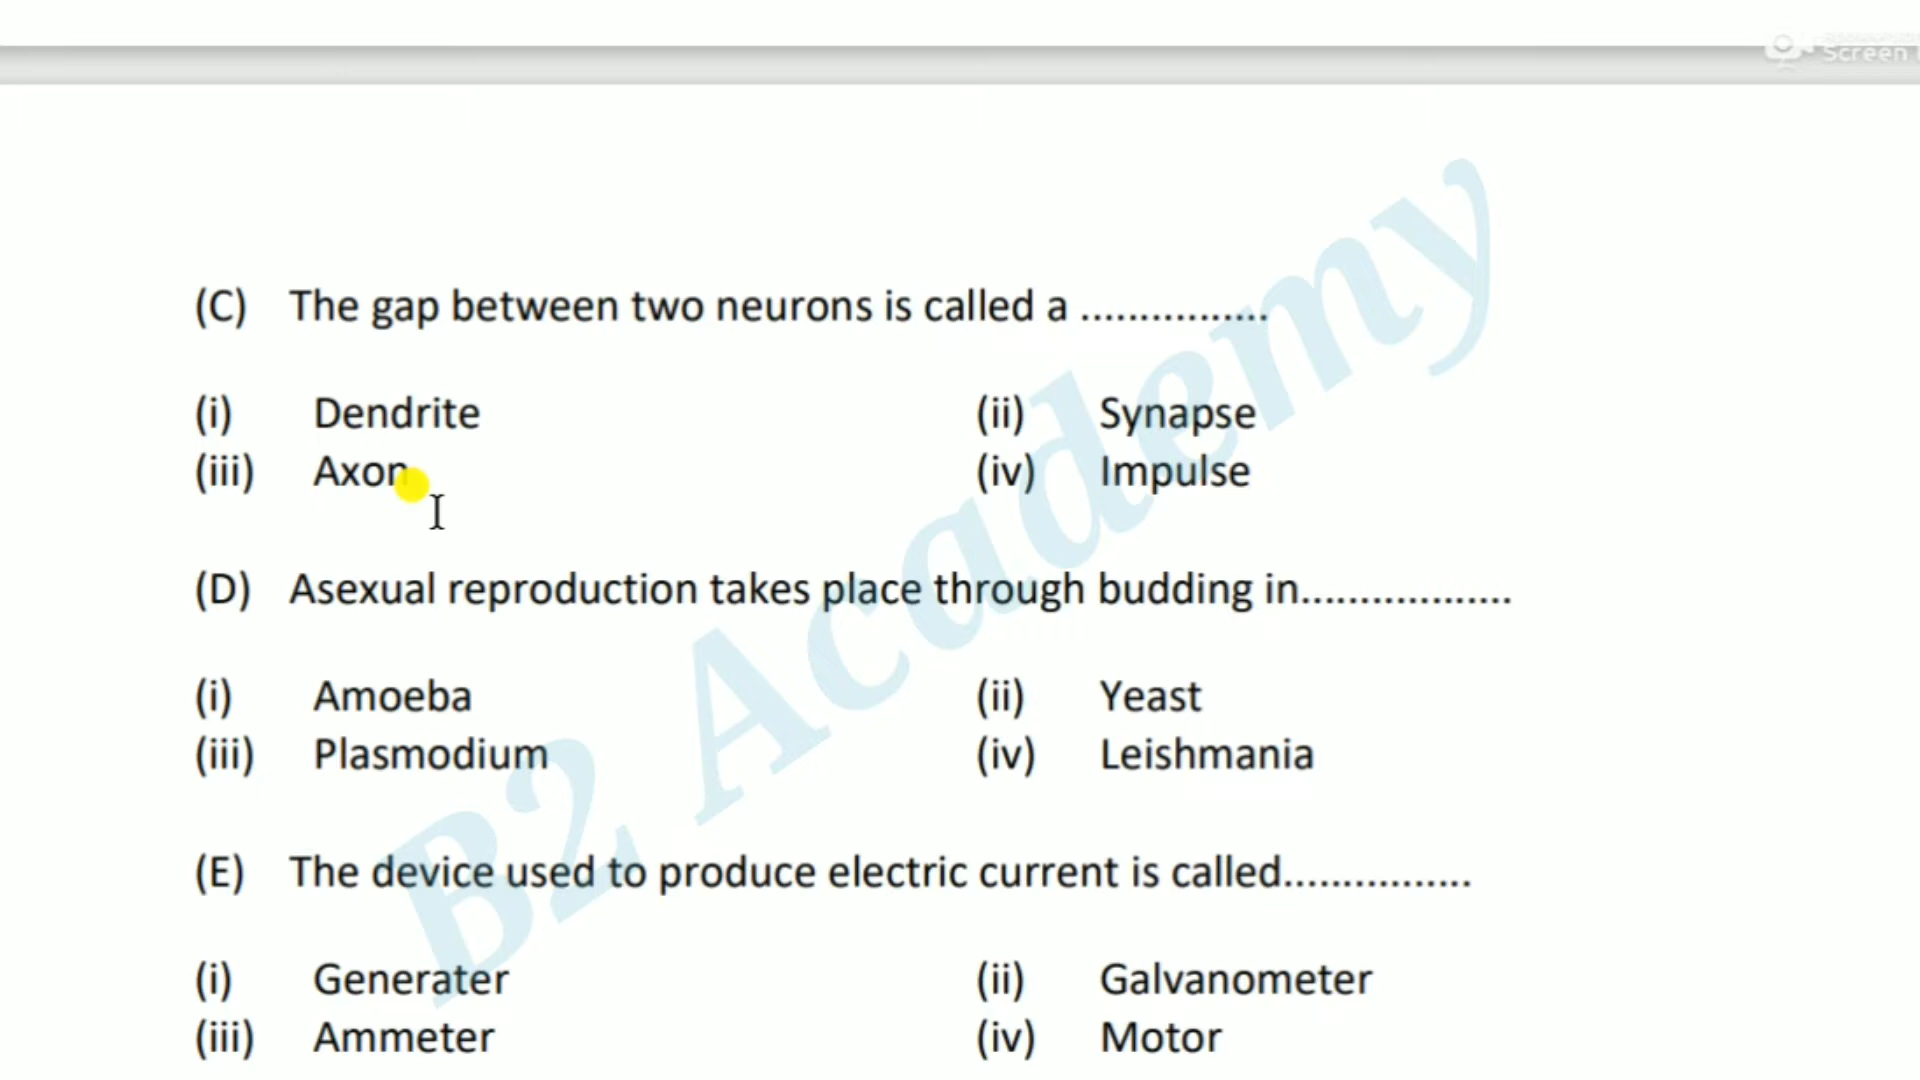 Screen
(C) The gap between two neurons is called a ................
(i) Dendrite (ii) Synapse
(iii) Axon (iv) Impulse
(D) Asexual reproduction takes place through budding in..................
(i) Amoeba (ii) Yeast
(iii) Plasmodium (iv) Leishmania
(E) The device used to produce electric current is called................
(i) Generater (ii) Galvanometer
(iii) Ammeter (iv) Motor
B2 Academy